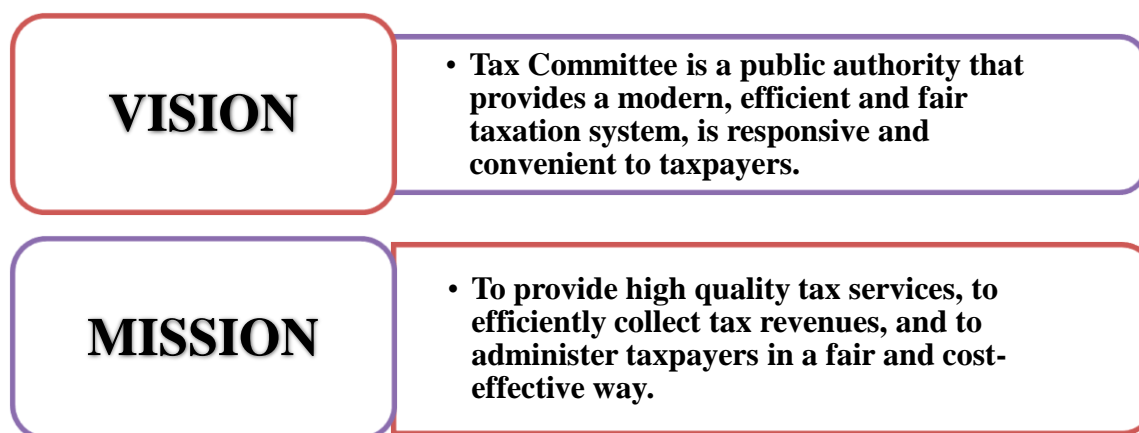 VISION
• Tax Committee is a public authority that
provides a modern, efficient and fair
taxation system, is responsive and
convenient to taxpayers.
MISSION
• To provide high quality tax services, to
efficiently collect tax revenues, and to
administer taxpayers in a fair and cost-
effective way.